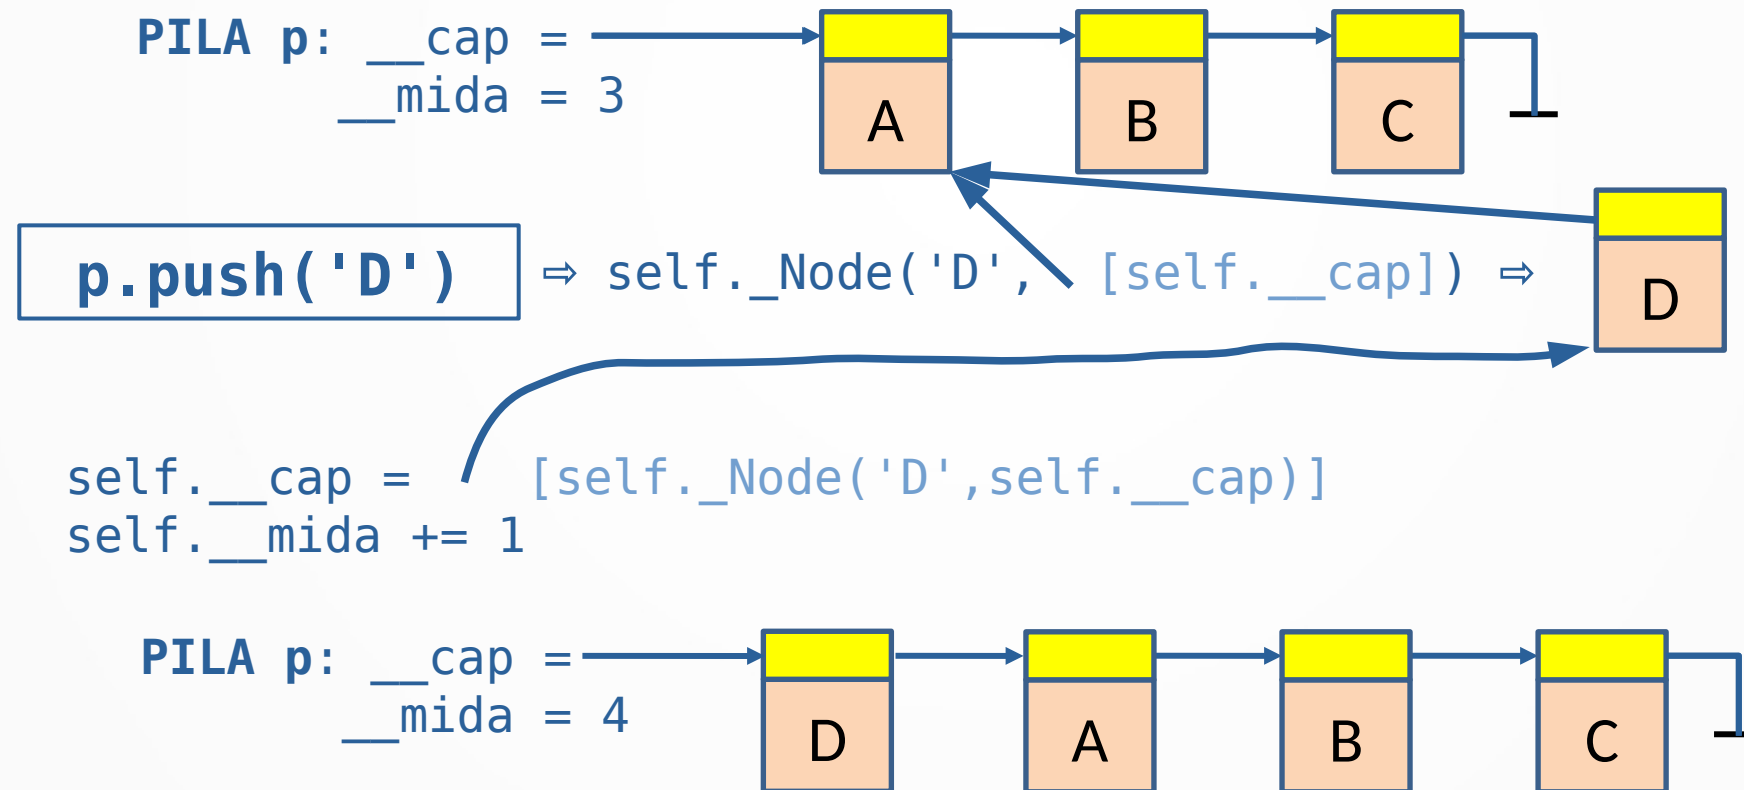 PILA p: __cap =
__mida = 3
A B C
p.push('D') ⇨ self._Node('D', [self.__cap]) ⇨
D
self.__cap = [self._Node('D',self.__cap)]
self.__mida += 1
PILA p: __cap =
__mida = 4
D A B C